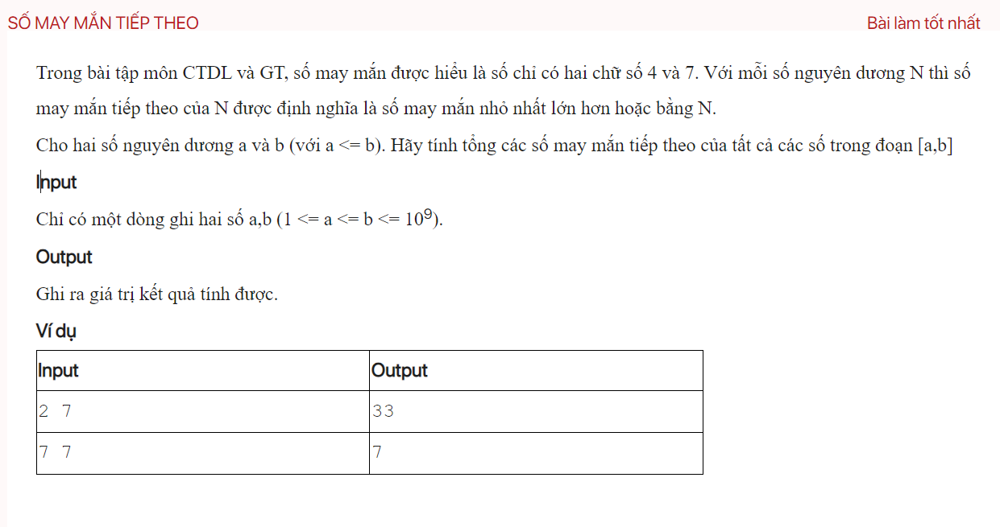 SỐ MAY MẮN TIẾP THEO
Bài làm tốt nhất
Trong bài tập môn CTDL và GT, số may mắn được hiểu là số chỉ có hai chữ số 4 và 7. Với mỗi số nguyên dương N thì số
may mắn tiếp theo của N được định nghĩa là số may mắn nhỏ nhất lớn hơn hoặc bằng N.
Cho hai số nguyên dương a và b (với a <= b). Hãy tính tổng các số may mắn tiếp theo của tất cả các số trong đoạn [a,b]
Input
Chỉ có một dòng ghi hai số a,b (1 <= a <= b <= 10⁹).
Output
Ghi ra giá trị kết quả tính được.
Ví dụ
Input Output
2 7 33
7 7 7